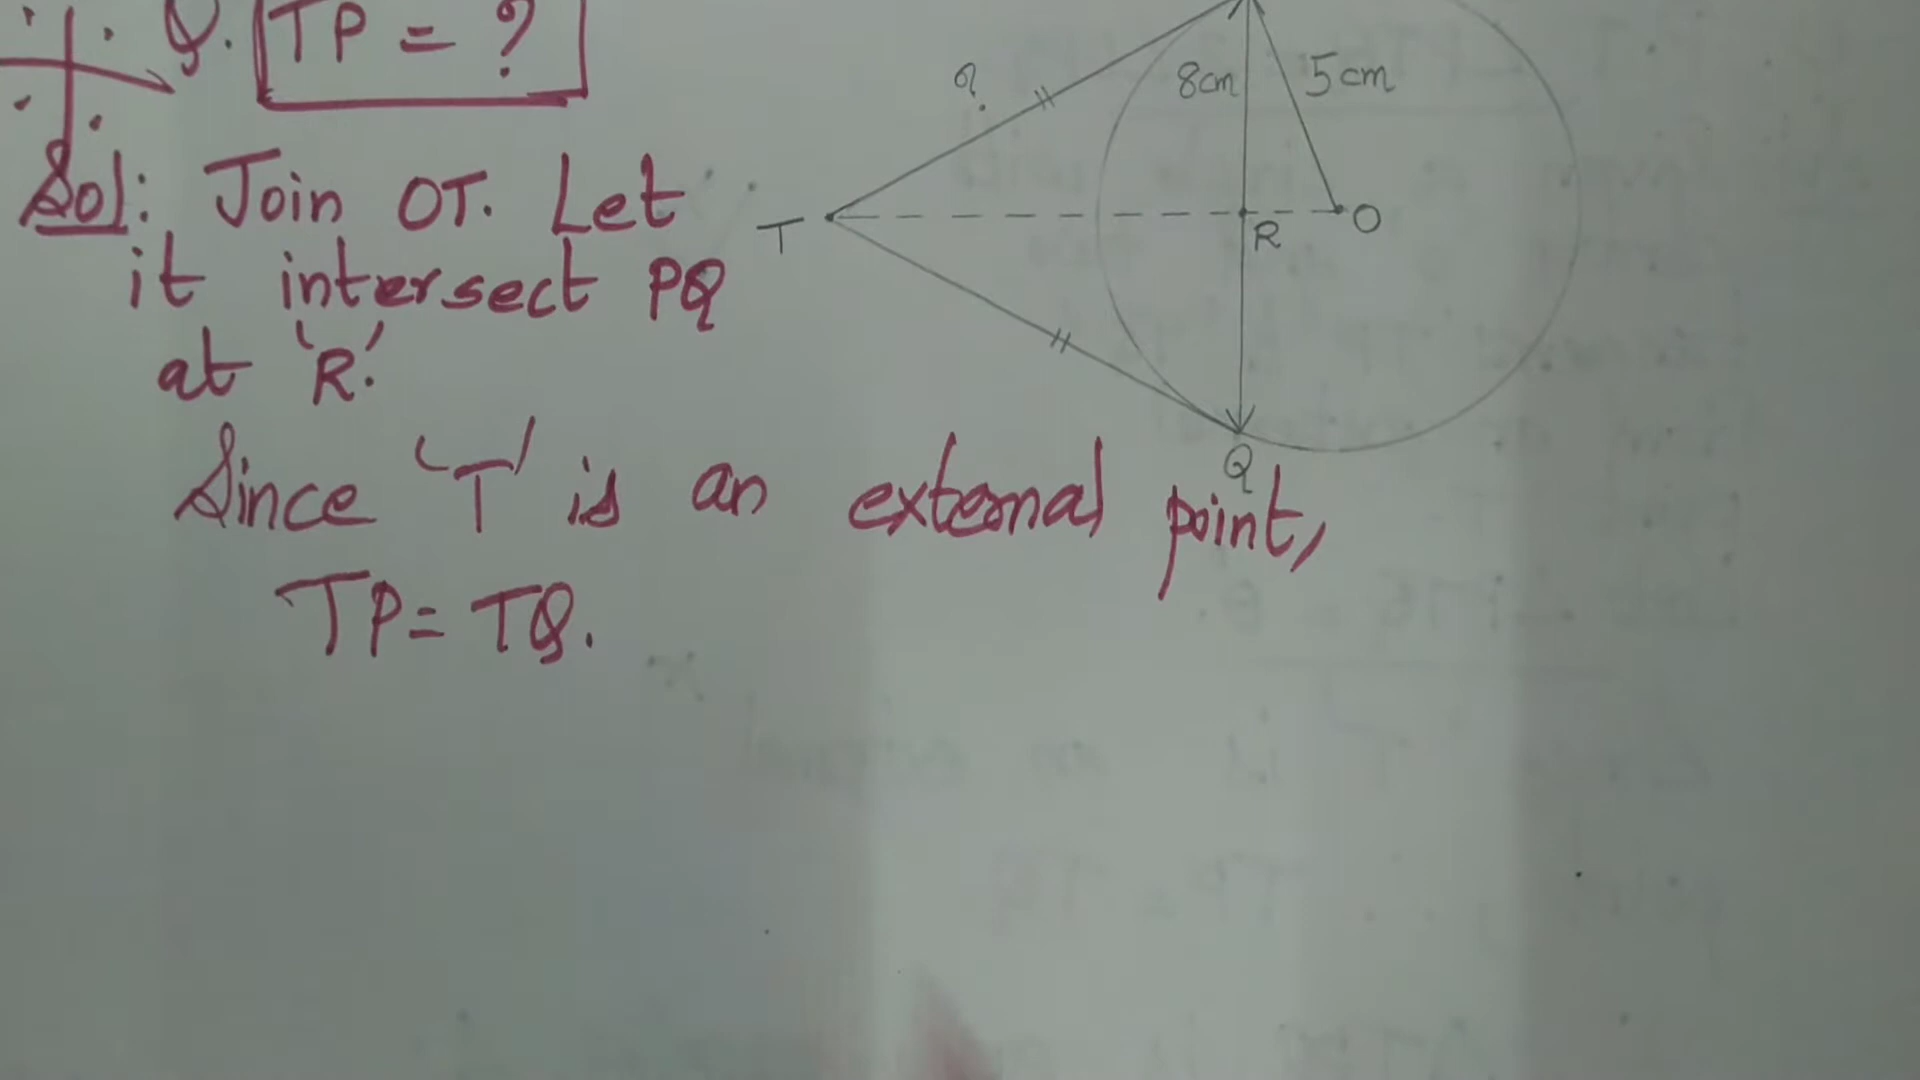 Q. TP = ?
Sol: Join OT. Let
it intersect PQ
at 'R'.
Since 'T' is an external point,
TP = TQ.
?
8cm
5cm
T
R
O
Q